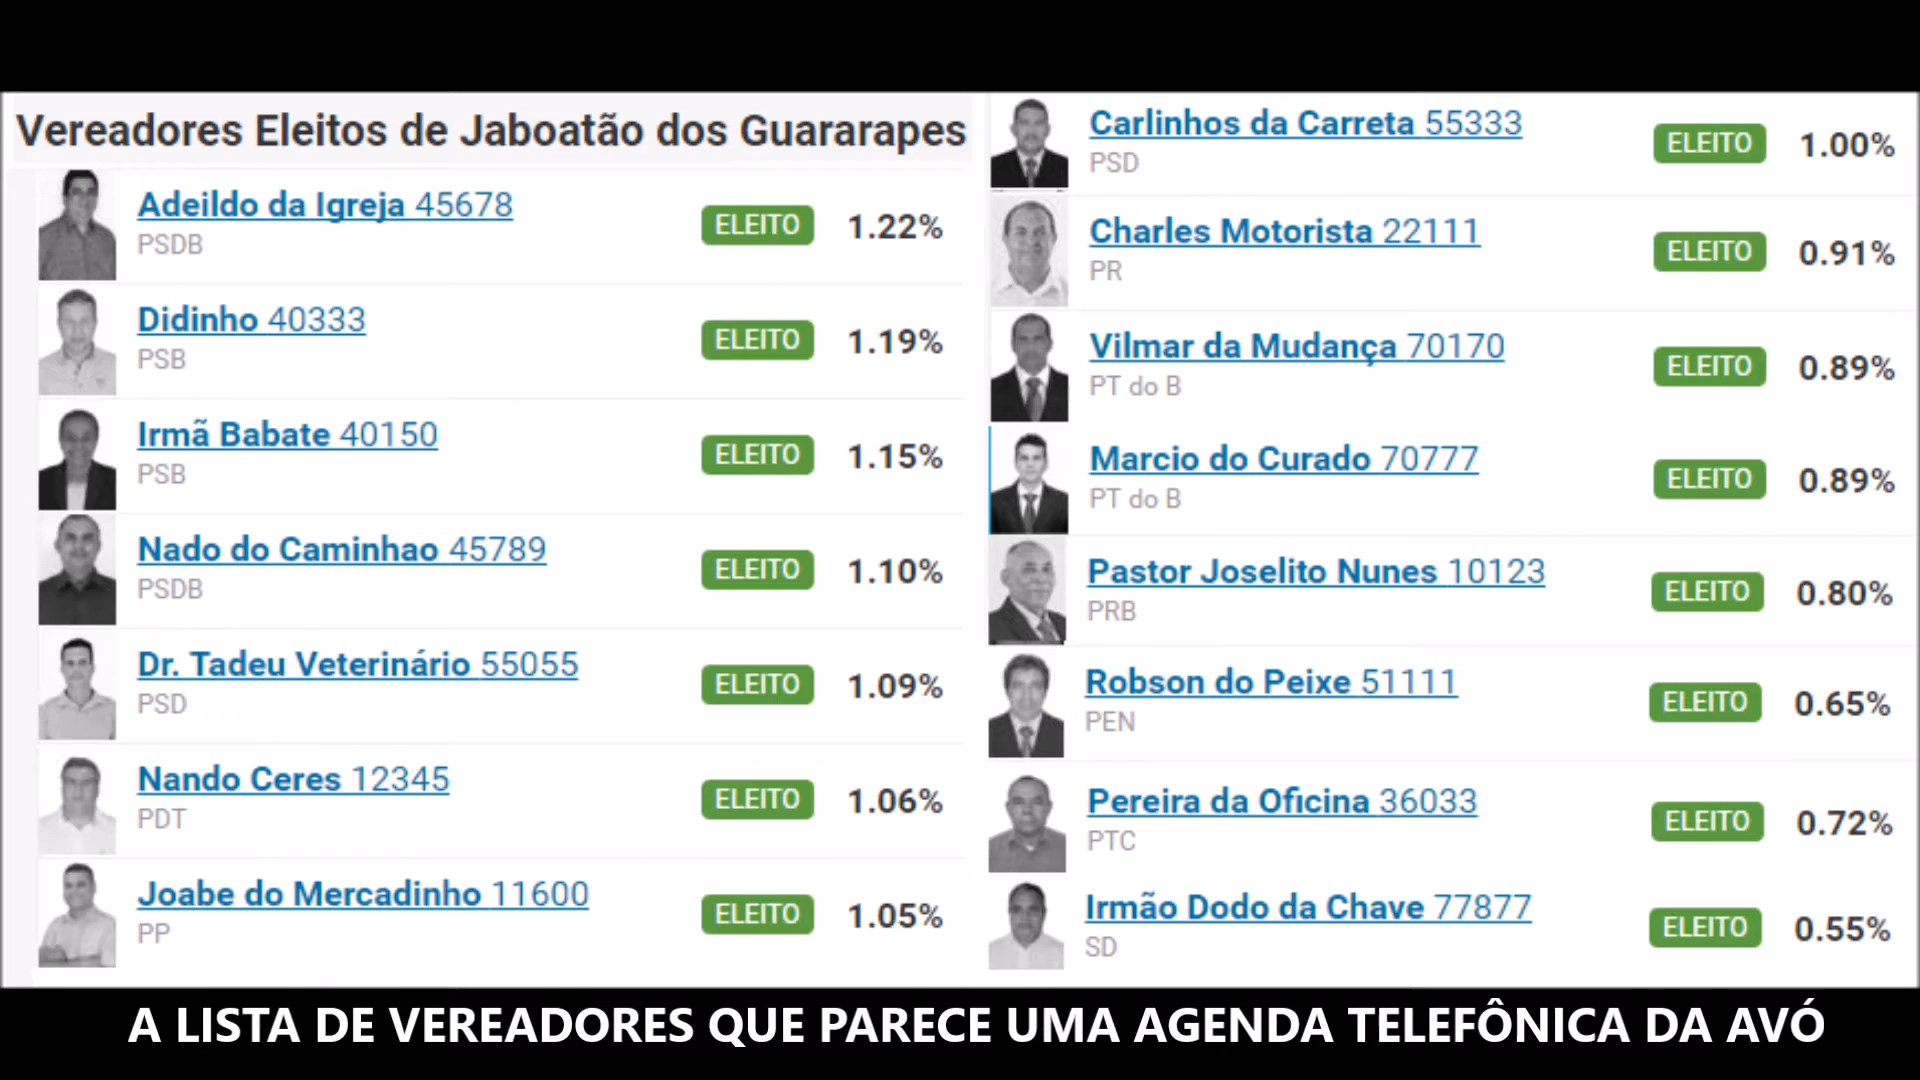 Vereadores Eleitos de Jaboatão dos Guararapes
Adeildo da Igreja 45678
PSDB
ELEITO 1.22%
Didinho 40333
PSB
ELEITO 1.19%
Irmã Babate 40150
PSB
ELEITO 1.15%
Nado do Caminhao 45789
PSDB
ELEITO 1.10%
Dr. Tadeu Veterinário 55055
PSD
ELEITO 1.09%
Nando Ceres 12345
PDT
ELEITO 1.06%
Joabe do Mercadinho 11600
PP
ELEITO 1.05%
Carlinhos da Carreta 55333
PSD
ELEITO 1.00%
Charles Motorista 22111
PR
ELEITO 0.91%
Vilmar da Mudança 70170
PT do B
ELEITO 0.89%
Marcio do Curado 70777
PT do B
ELEITO 0.89%
Pastor Joselito Nunes 10123
PRB
ELEITO 0.80%
Robson do Peixe 51111
PEN
ELEITO 0.65%
Pereira da Oficina 36033
PTC
ELEITO 0.72%
Irmão Dodo da Chave 77877
SD
ELEITO 0.55%
A LISTA DE VEREADORES QUE PARECE UMA AGENDA TELEFÔNICA DA AVÓ